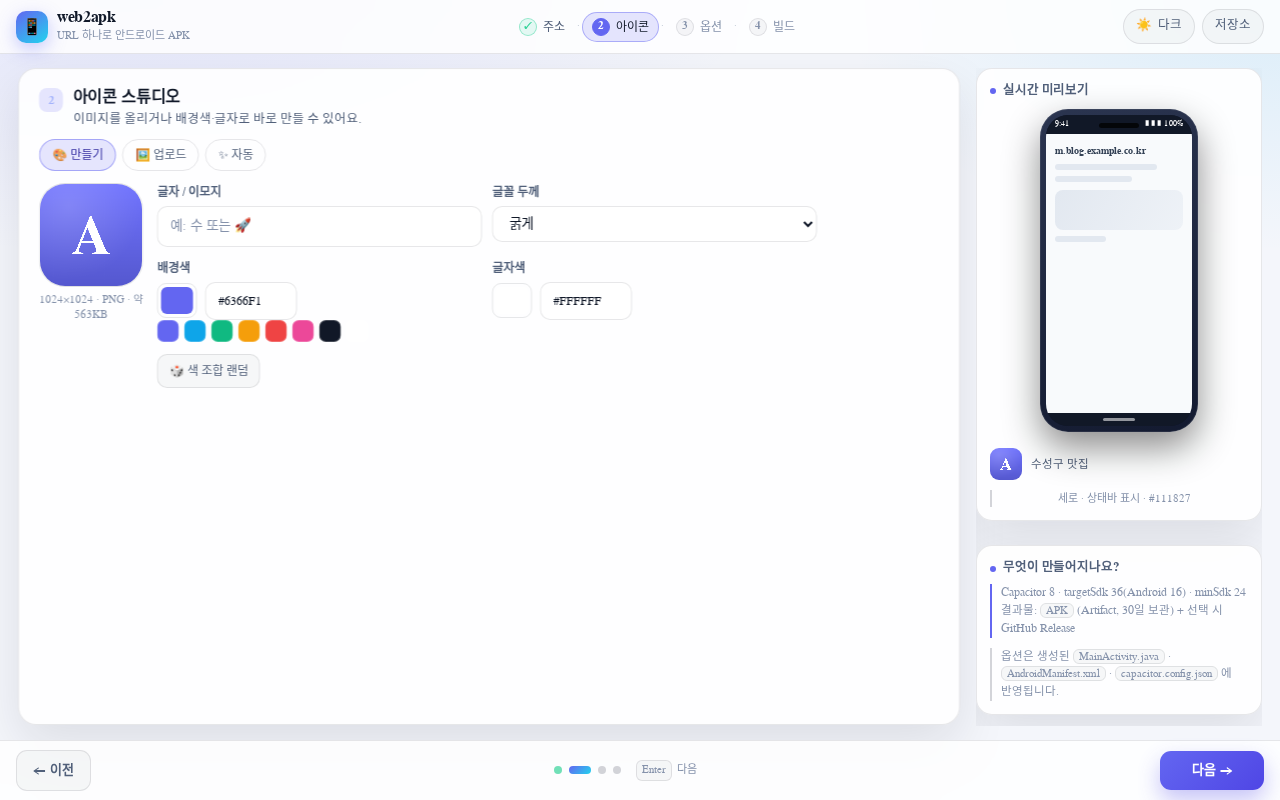 web2apk
URL 하나로 안드로이드 APK
✓ 주소 · 2 아이콘 · 3 옵션 · 4 빌드
☀️ 다크
저장소
2 아이콘 스튜디오
이미지를 올리거나 배경색·글자로 바로 만들 수 있어요.
🎨 만들기
🖼️ 업로드
✨ 자동
A
1024×1024 · PNG · 약
563KB
글자 / 이모지
예: 수 또는 🚀
글꼴 두께
굵게
배경색
#6366F1
글자색
#FFFFFF
🎲 색 조합 랜덤
실시간 미리보기
9:41
100%
m.blog.example.co.kr
A 수성구 맛집
세로 · 상태바 표시 · #111827
무엇이 만들어지나요?
Capacitor 8 · targetSdk 36(Android 16) · minSdk 24
결과물: APK (Artifact, 30일 보관) + 선택 시
GitHub Release
옵션은 생성된 MainActivity.java ·
AndroidManifest.xml · capacitor.config.json 에
반영됩니다.
← 이전
Enter 다음
다음 →